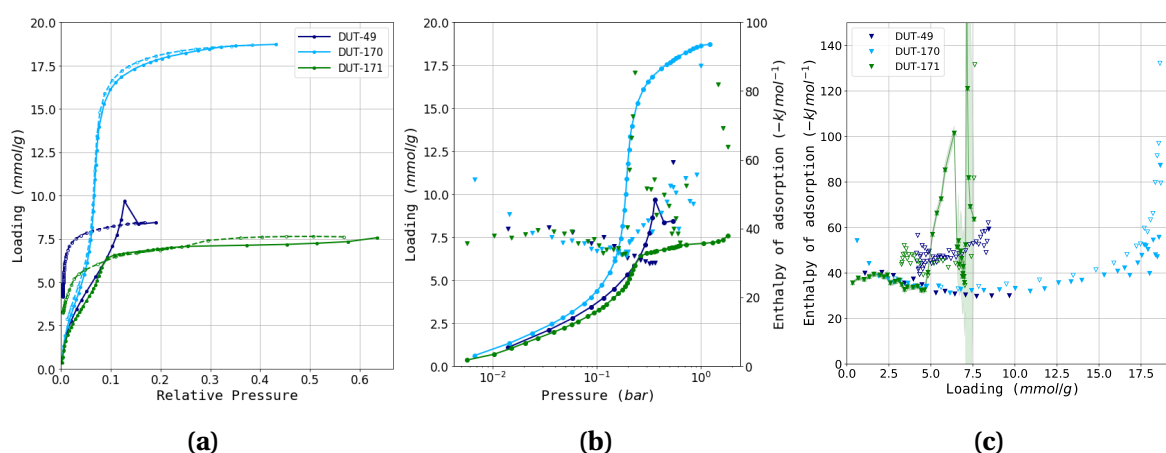 DUT-49
DUT-170
DUT-171
20.0
17.5
15.0
12.5
10.0
7.5
5.0
2.5
0.0
Loading (mmol/g)
0.0 0.1 0.2 0.3 0.4 0.5 0.6
Relative Pressure
(a)
20.0
17.5
15.0
12.5
10.0
7.5
5.0
2.5
0.0
Loading (mmol/g)
10⁻² 10⁻¹ 10⁰
Pressure (bar)
100
80
60
40
20
0
Enthalpy of adsorption (−kJ mol⁻¹)
(b)
DUT-49
DUT-170
DUT-171
140
120
100
80
60
40
20
0
Enthalpy of adsorption (−kJ mol⁻¹)
0.0 2.5 5.0 7.5 10.0 12.5 15.0 17.5
Loading (mmol/g)
(c)